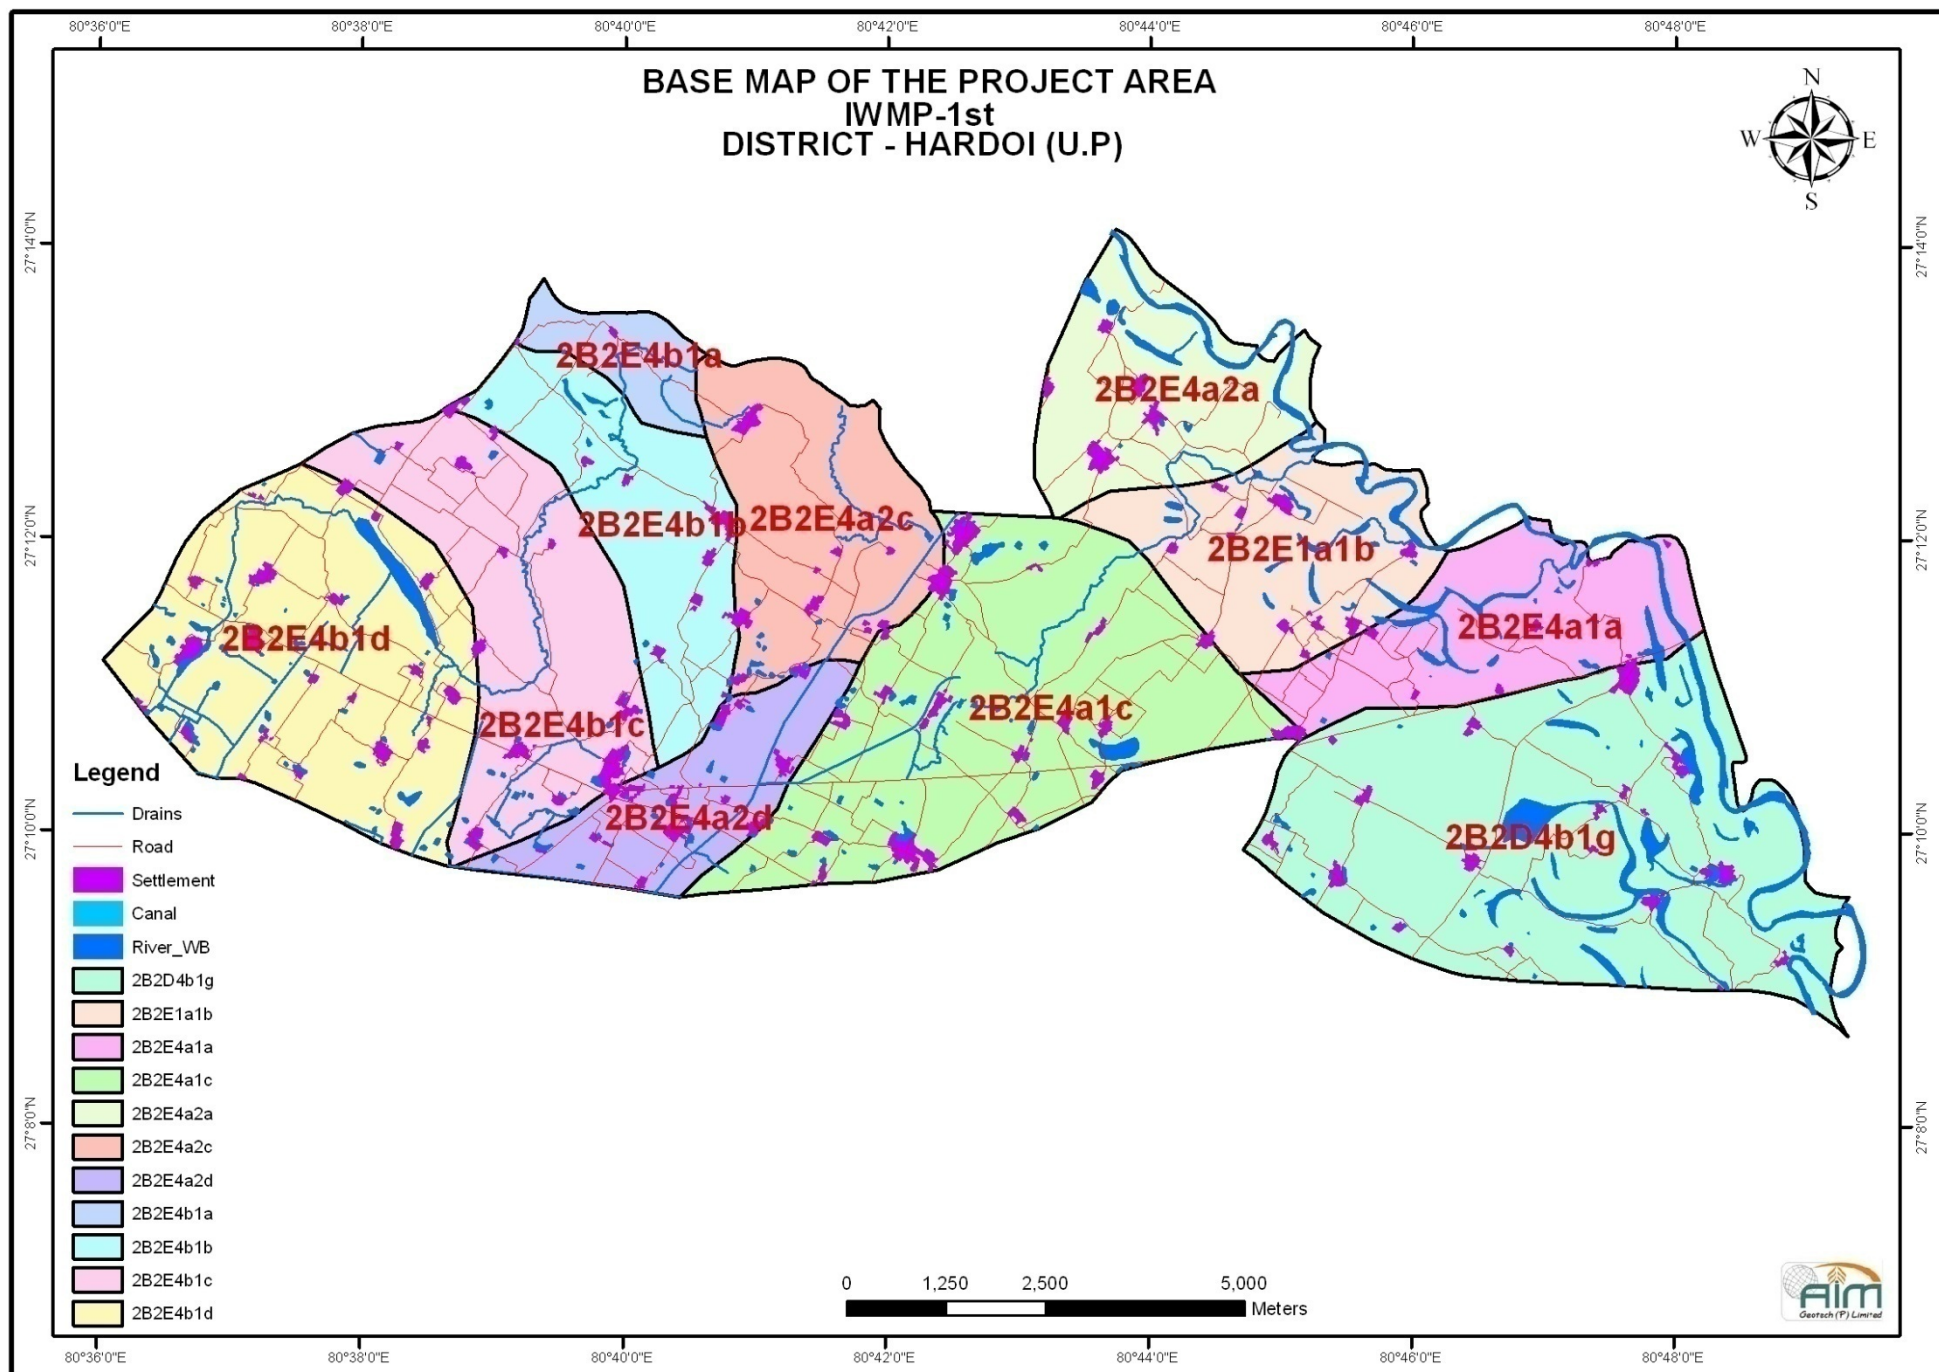 80°36'0"E 80°38'0"E 80°40'0"E 80°42'0"E 80°44'0"E 80°46'0"E 80°48'0"E
BASE MAP OF THE PROJECT AREA
IWMP-1st
DISTRICT - HARDOI (U.P)
N
W E
S
27°14'0"N 27°14'0"N
2B2E4b1a
2B2E4a2a
2B2E4b1b 2B2E4a2c
27°12'0"N 27°12'0"N
2B2E1a1b
2B2E4b1d
2B2E4a1a
2B2E4b1c
2B2E4a1c
2B2E4a2d
2B2D4b1g
27°10'0"N 27°10'0"N
27°8'0"N 27°8'0"N
Legend
Drains
Road
Settlement
Canal
River_WB
2B2D4b1g
2B2E1a1b
2B2E4a1a
2B2E4a1c
2B2E4a2a
2B2E4a2c
2B2E4a2d
2B2E4b1a
2B2E4b1b
2B2E4b1c
2B2E4b1d
0 1,250 2,500 5,000
Meters
AIM
Geotech (P) Limited
80°36'0"E 80°38'0"E 80°40'0"E 80°42'0"E 80°44'0"E 80°46'0"E 80°48'0"E